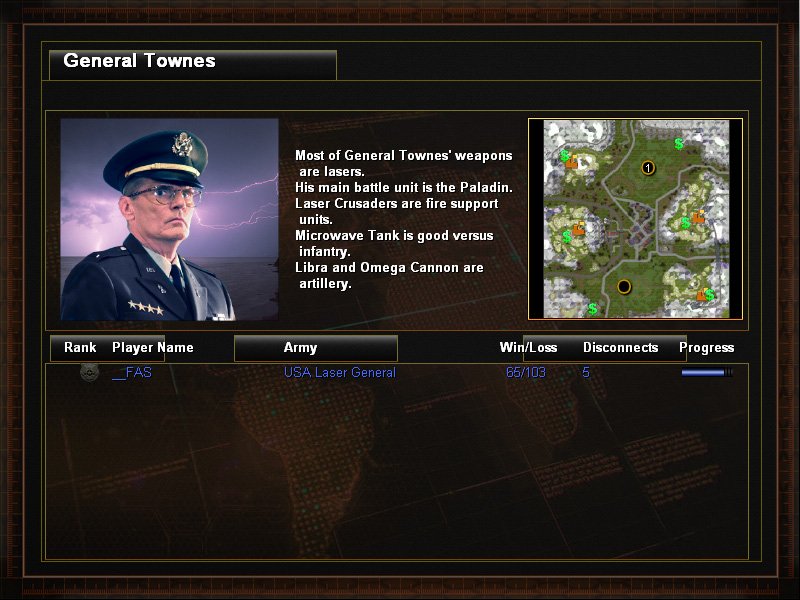 General Townes
Most of General Townes' weapons
are lasers.
His main battle unit is the Paladin.
Laser Crusaders are fire support
units.
Microwave Tank is good versus
infantry.
Libra and Omega Cannon are
artillery.
1
Rank Player Name Army Win/Loss Disconnects Progress
__FAS USA Laser General 65/103 5